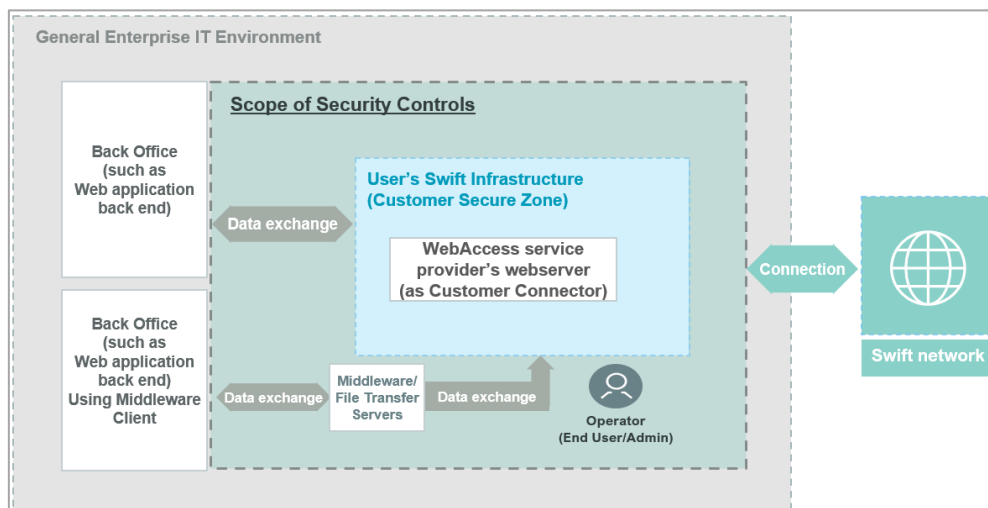 General Enterprise IT Environment
Scope of Security Controls
Back Office
(such as
Web application
back end)
User's Swift Infrastructure
(Customer Secure Zone)
Data exchange
WebAccess service
provider's webserver
(as Customer Connector)
Connection
Back Office
(such as
Web application
back end)
Using Middleware
Client
Data exchange
Middleware/
File Transfer
Servers
Data exchange
Operator
(End User/Admin)
Swift network